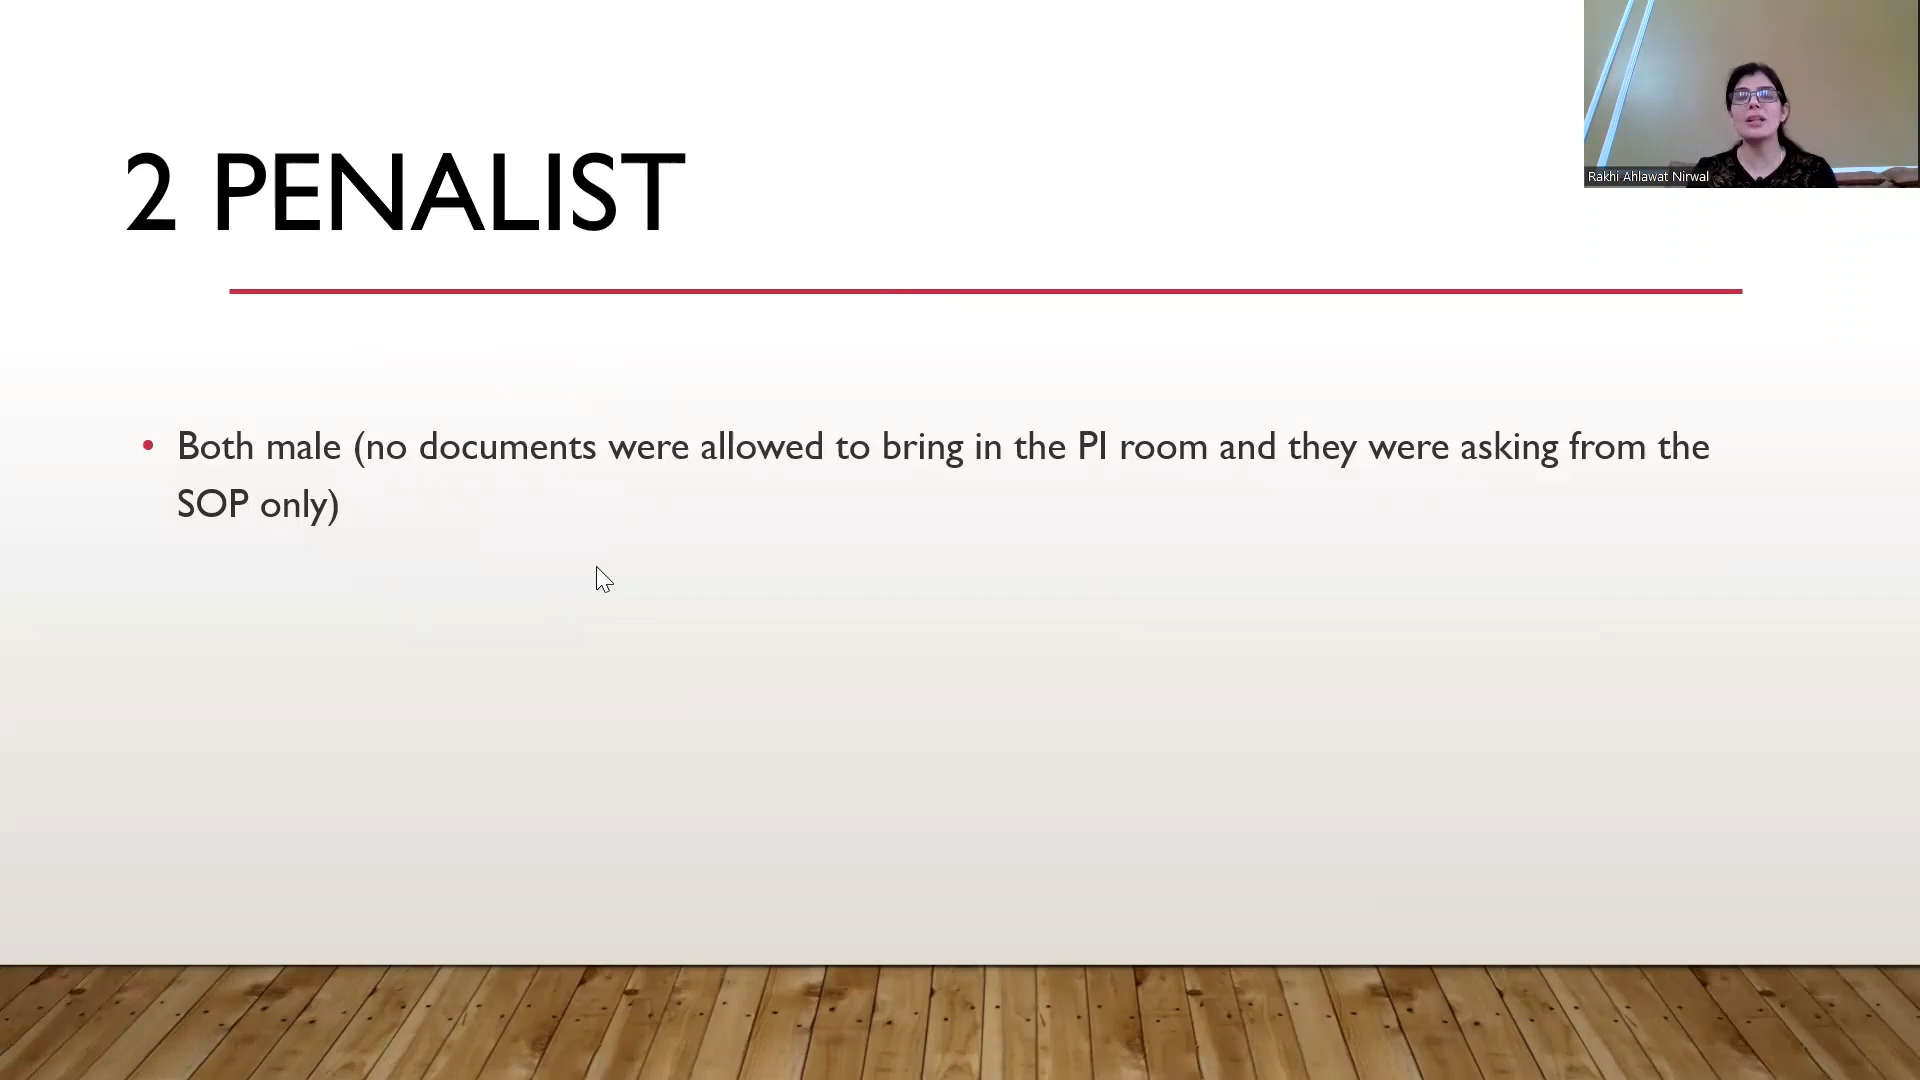 2 PENALIST
Rakhi Ahlawat Nirwal
• Both male (no documents were allowed to bring in the PI room and they were asking from the
SOP only)